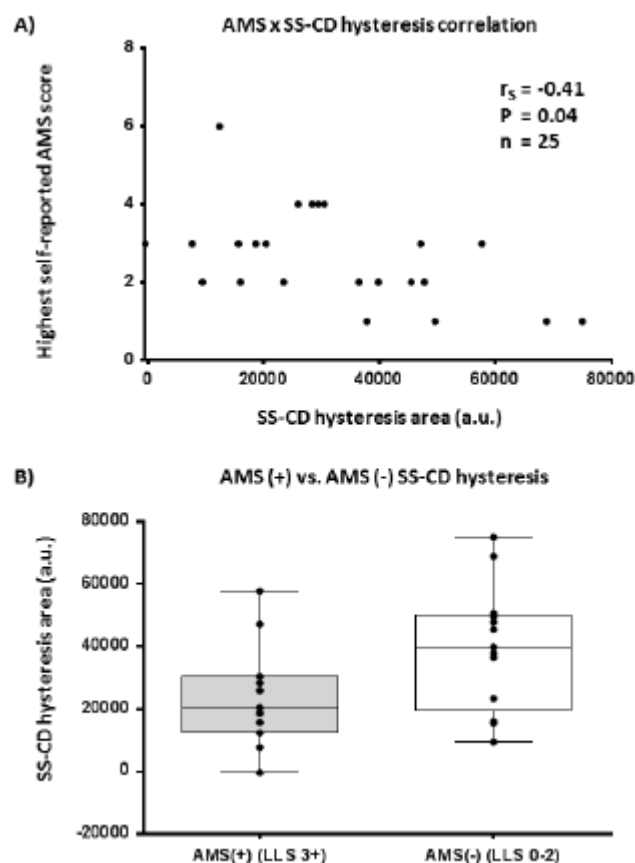 A)
AMS x SS-CD hysteresis correlation
Highest self-reported AMS score
8
6
4
2
0
rS = -0.41
P = 0.04
n = 25
0 20000 40000 60000 80000
SS-CD hysteresis area (a.u.)
B)
AMS (+) vs. AMS (-) SS-CD hysteresis
SS-CD hysteresis area (a.u.)
80000
60000
40000
20000
0
-20000
AMS(+) (LLS 3+) AMS(-) (LLS 0-2)